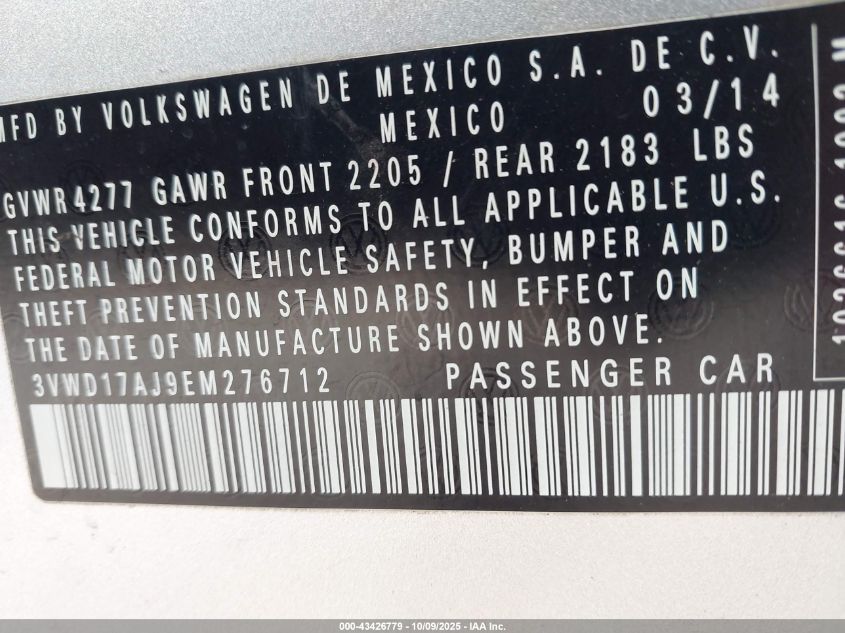 MFD BY VOLKSWAGEN DE MEXICO S.A. DE C.V.
MEXICO 03/14
GVWR 4277 GAWR FRONT 2205 / REAR 2183 LBS
THIS VEHICLE CONFORMS TO ALL APPLICABLE U.S.
FEDERAL MOTOR VEHICLE SAFETY, BUMPER AND
THEFT PREVENTION STANDARDS IN EFFECT ON
THE DATE OF MANUFACTURE SHOWN ABOVE.
3VWD17AJ9EM276712 PASSENGER CAR
000-43426779 - 10/09/2025 - IAA Inc.